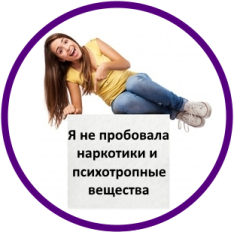 Я не пробовала
наркотики и
психотропные
вещества